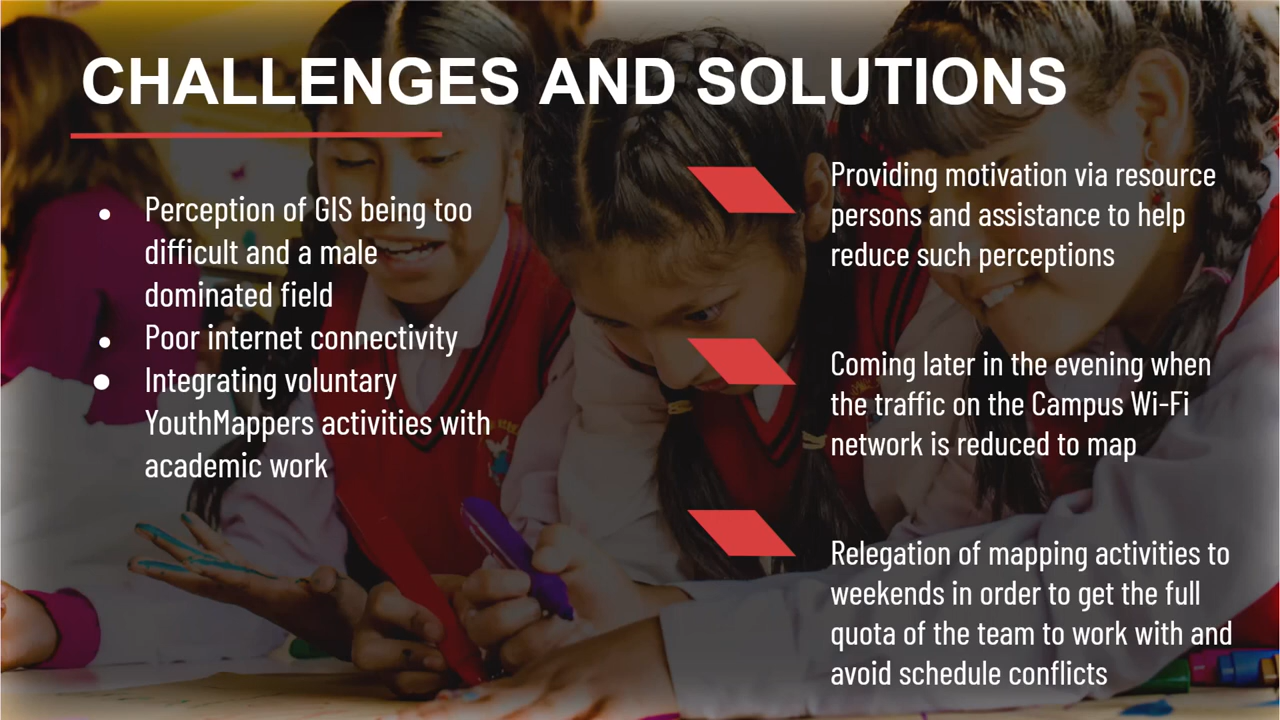 CHALLENGES AND SOLUTIONS
Perception of GIS being too
difficult and a male
dominated field
Poor internet connectivity
Integrating voluntary
YouthMappers activities with
academic work
Providing motivation via resource
persons and assistance to help
reduce such perceptions
Coming later in the evening when
the traffic on the Campus Wi-Fi
network is reduced to map
Relegation of mapping activities to
weekends in order to get the full
quota of the team to work with and
avoid schedule conflicts